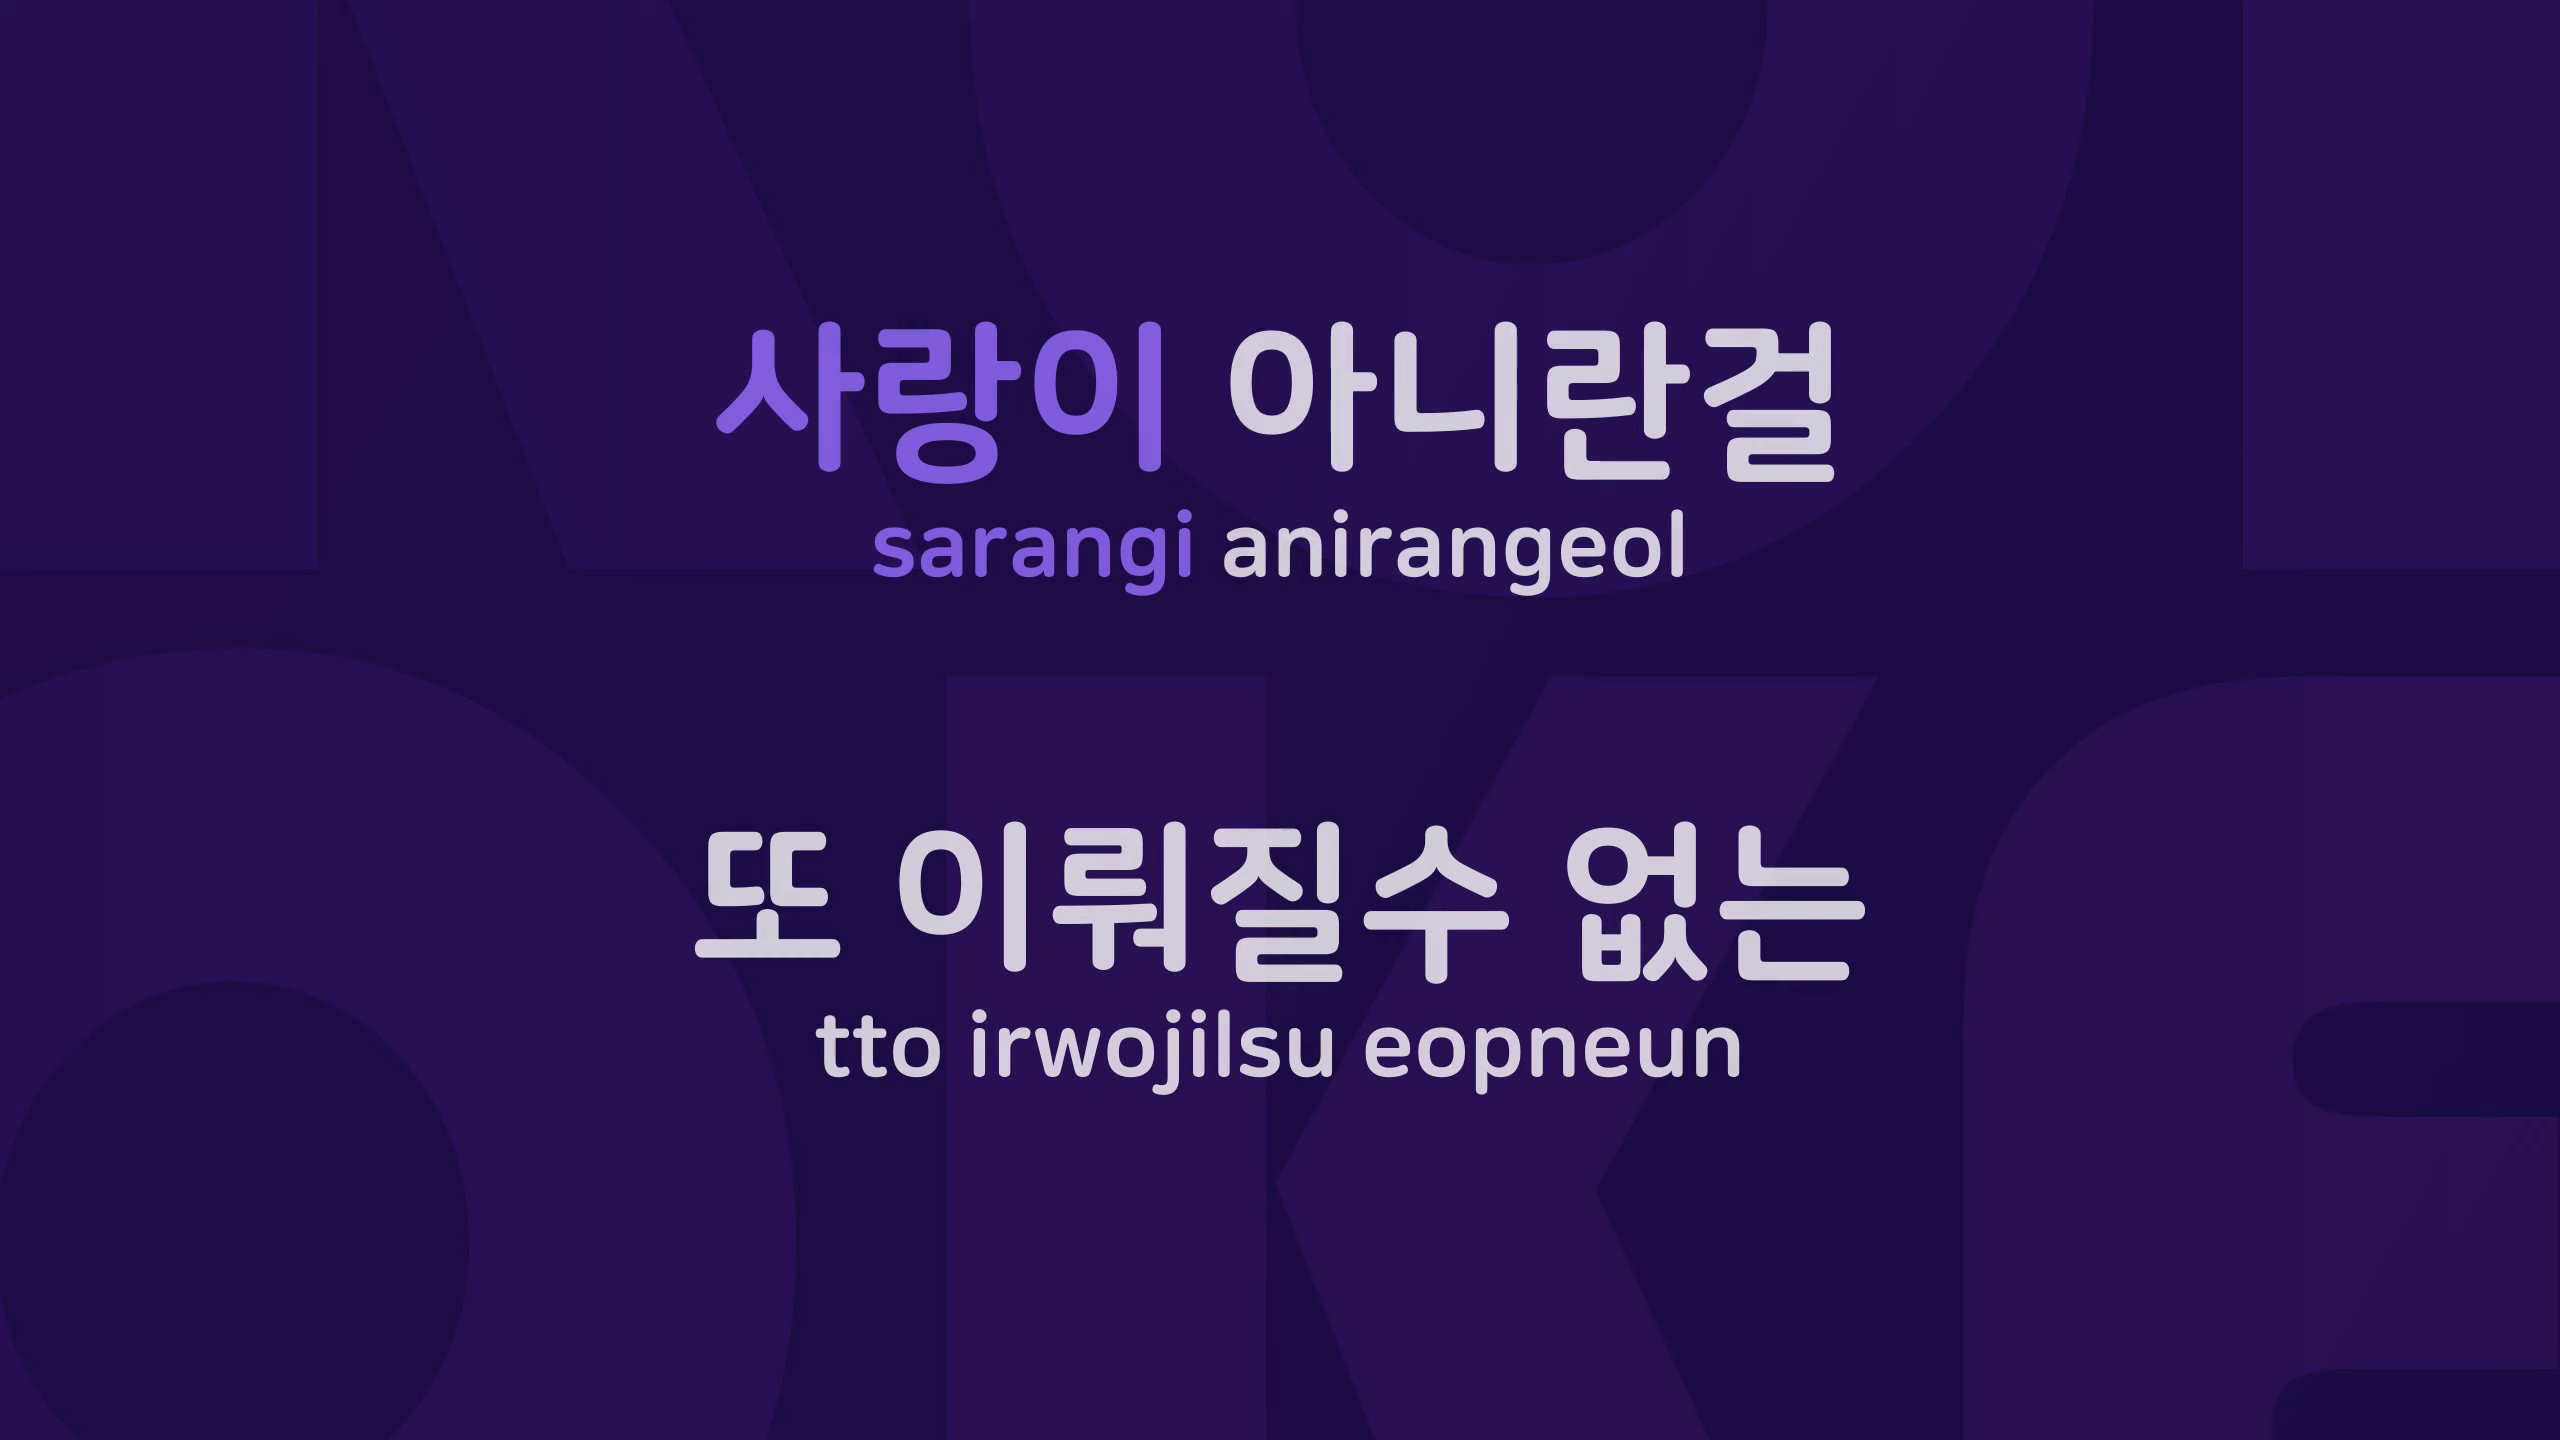 사랑이 아니란걸
sarangi anirangeol
또 이뤄질수 없는
tto irwojilsu eopneun